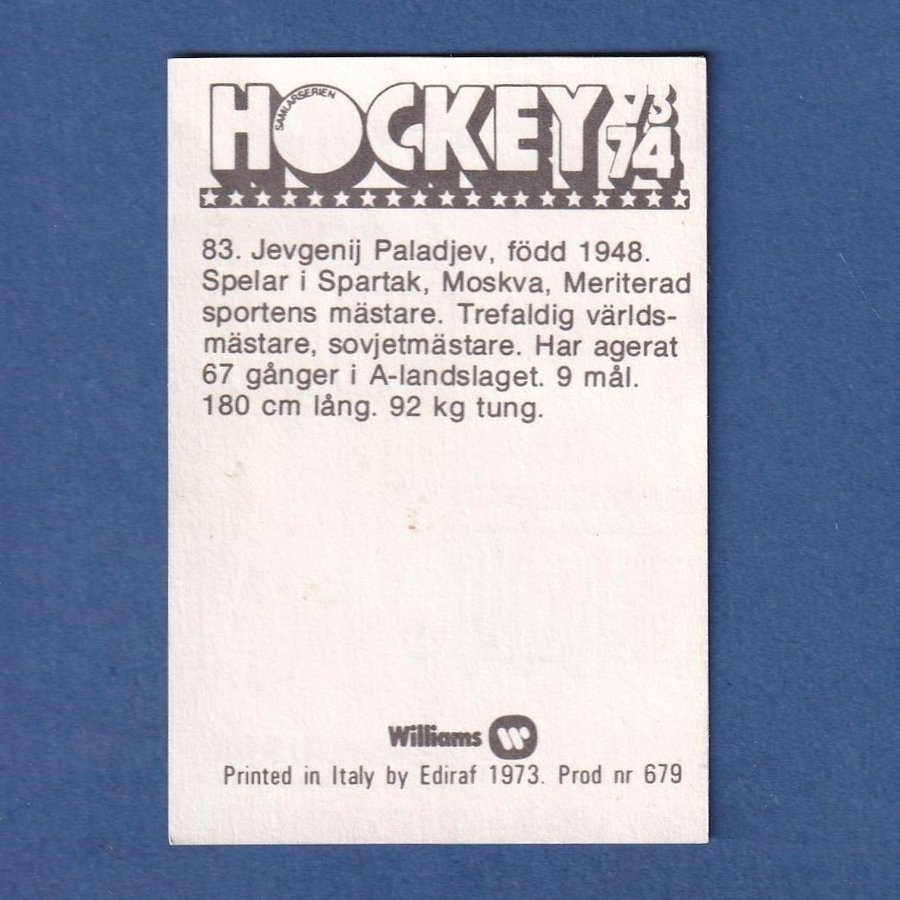 HOCKEY 73
SAMLARSERIEN
74
83. Jevgenij Paladjev, född 1948.
Spelar i Spartak, Moskva, Meriterad
sportens mästare. Trefaldig världs-
mästare, sovjetmästare. Har agerat
67 gånger i A-landslaget. 9 mål.
180 cm lång. 92 kg tung.
Williams W
Printed in Italy by Ediraf 1973. Prod nr 679